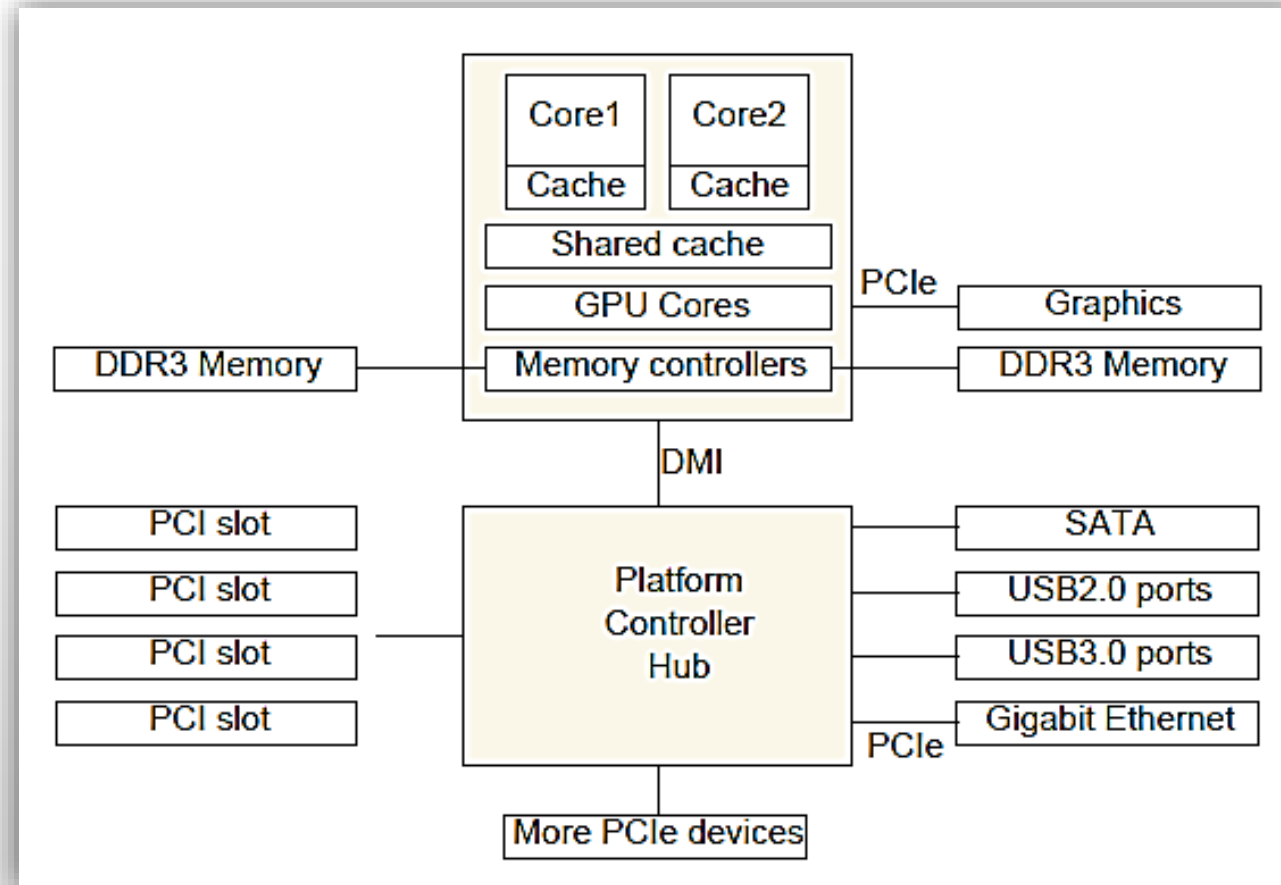 Core1
Core2
Cache
Cache
Shared cache
GPU Cores
PCIe
Graphics
DDR3 Memory
Memory controllers
DDR3 Memory
DMI
PCI slot
SATA
PCI slot
USB2.0 ports
PCI slot
USB3.0 ports
PCI slot
Gigabit Ethernet
Platform
Controller
Hub
PCIe
More PCIe devices